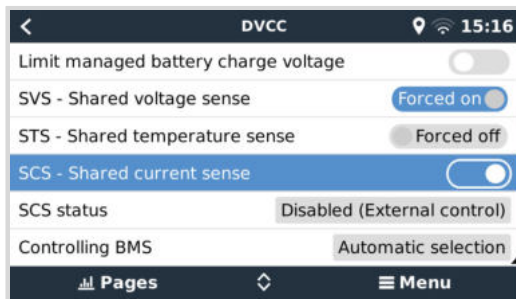 DVCC 15:16
Limit managed battery charge voltage
SVS - Shared voltage sense Forced on
STS - Shared temperature sense Forced off
SCS - Shared current sense
SCS status Disabled (External control)
Controlling BMS Automatic selection
Pages Menu